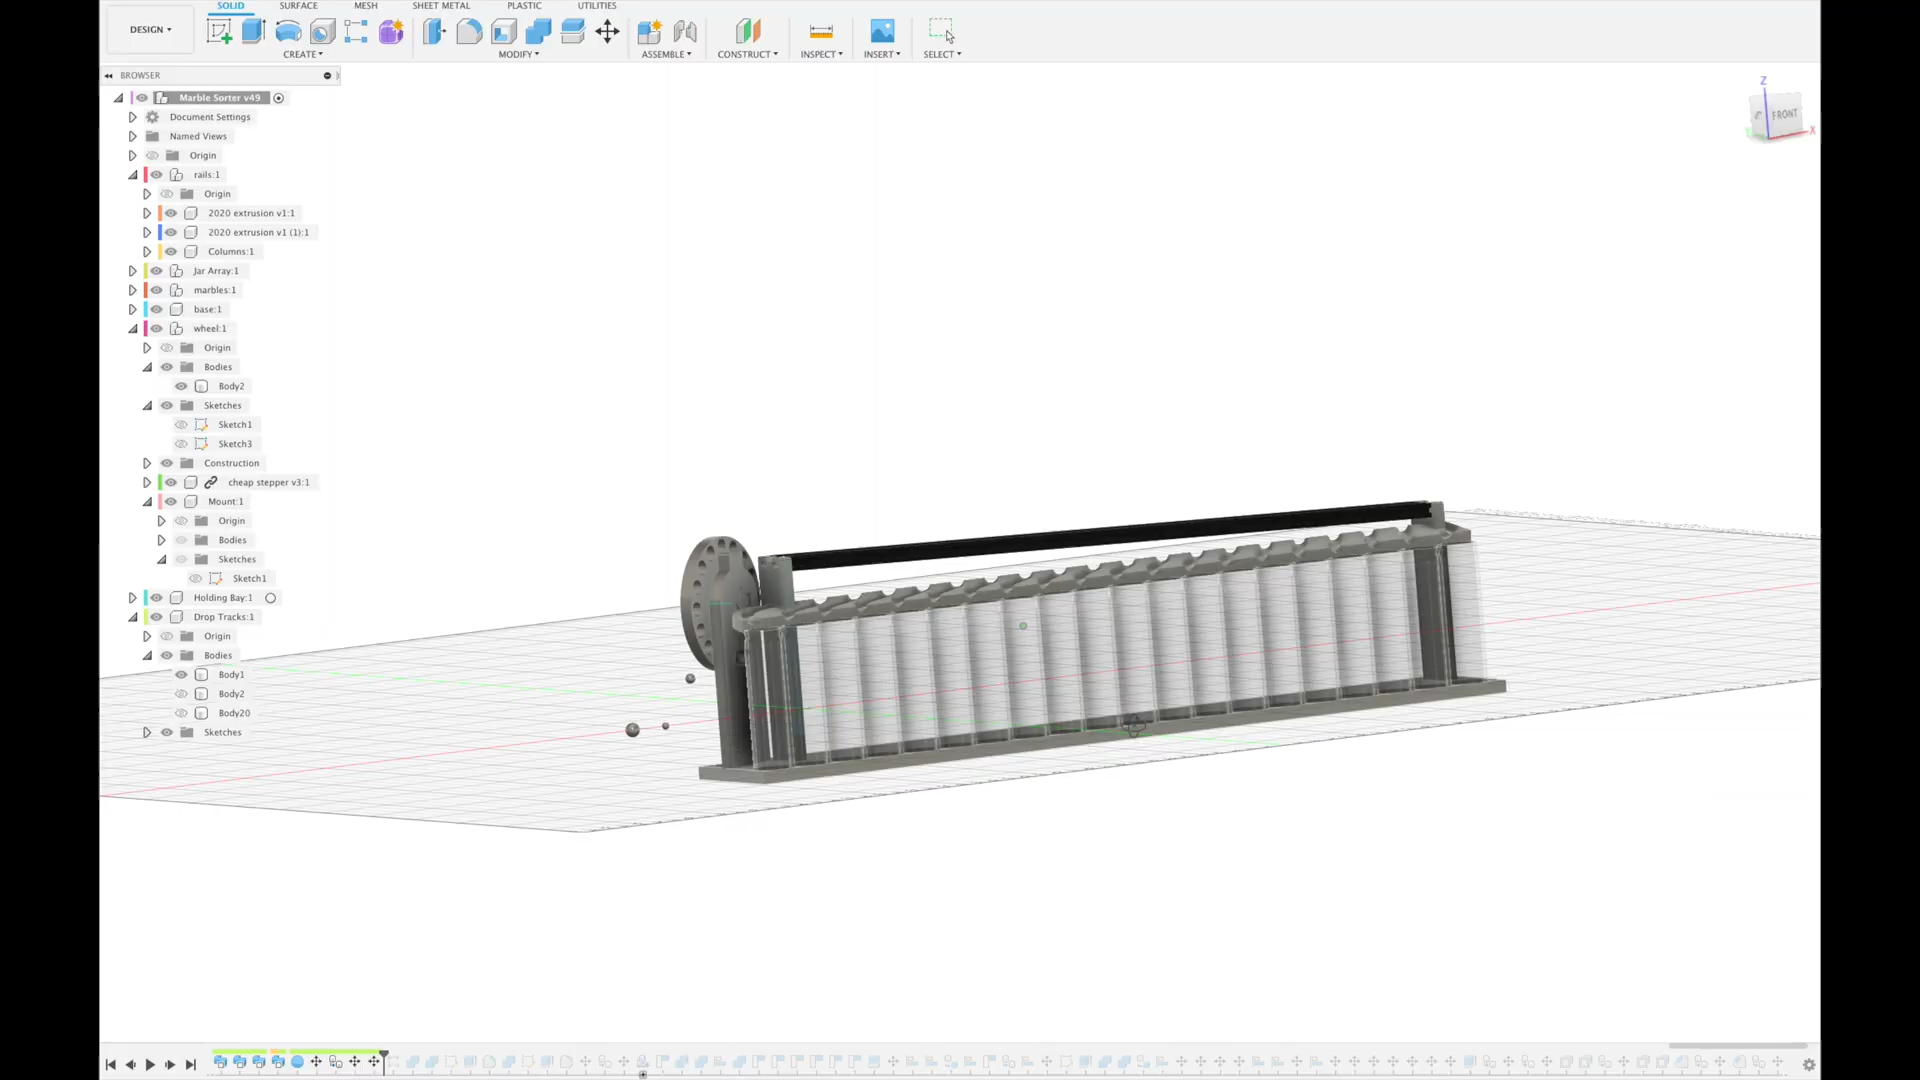 SOLID SURFACE MESH SHEET METAL PLASTIC UTILITIES
DESIGN
CREATE MODIFY ASSEMBLE CONSTRUCT INSPECT INSERT SELECT
BROWSER
Marble Sorter v49
Document Settings
Named Views
Origin
rails:1
Origin
2020 extrusion v1:1
2020 extrusion v1 (1):1
Columns:1
Jar Array:1
marbles:1
base:1
wheel:1
Origin
Bodies
Body2
Sketches
Sketch1
Sketch3
Construction
cheap stepper v3:1
Mount:1
Origin
Bodies
Sketches
Sketch1
Holding Bay:1
Drop Tracks:1
Origin
Bodies
Body1
Body2
Body20
Sketches
Z
FRONT
X